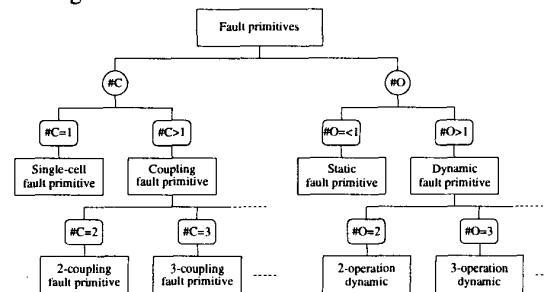 Fault primitives
#C
#O
#C=1
#C>1
#O=<1
#O>1
Single-cell
fault primitive
Coupling
fault primitive
Static
fault primitive
Dynamic
fault primitive
#C=2
#C=3
#O=2
#O=3
2-coupling
fault primitive
3-coupling
fault primitive
2-operation
dynamic
3-operation
dynamic